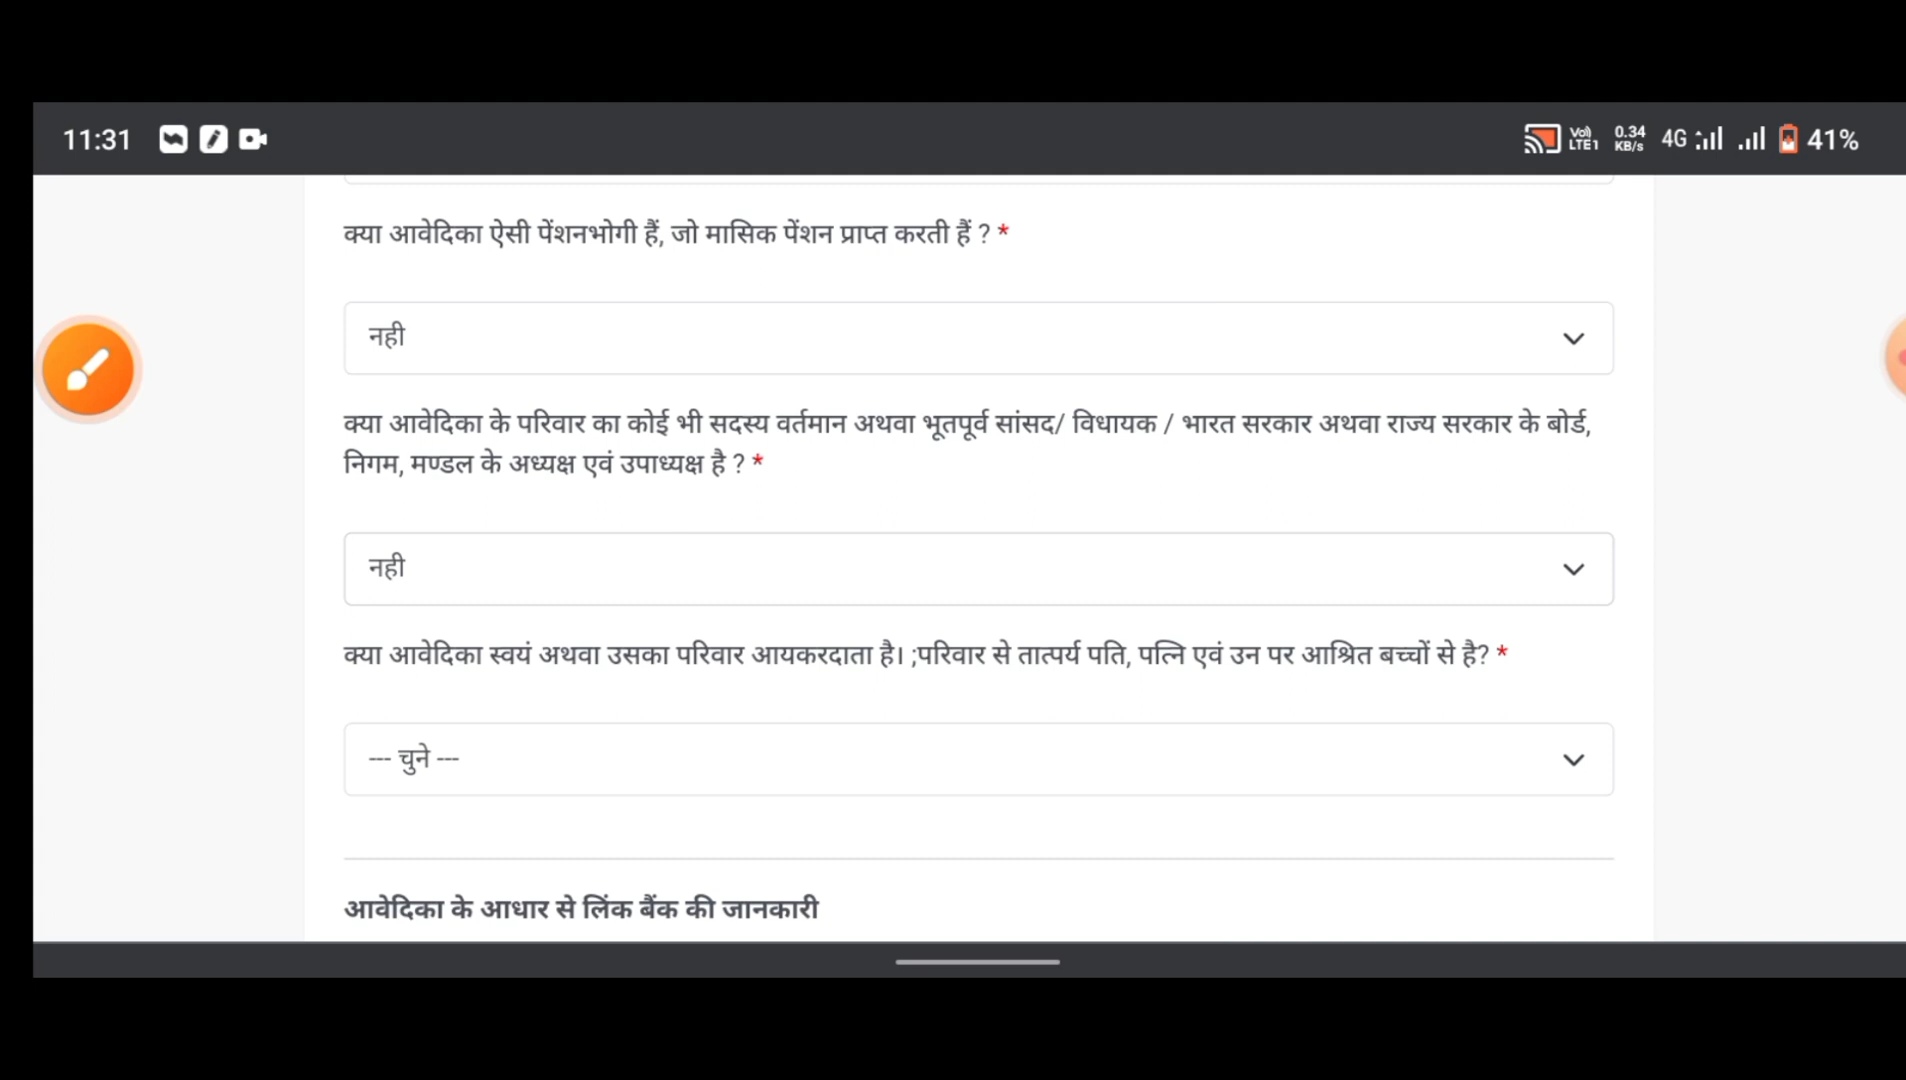 11:31
Vo) LTE1 0.34 KB/s 4G 41%
क्या आवेदिका ऐसी पेंशनभोगी हैं, जो मासिक पेंशन प्राप्त करती हैं ? *
नही
क्या आवेदिका के परिवार का कोई भी सदस्य वर्तमान अथवा भूतपूर्व सांसद/ विधायक / भारत सरकार अथवा राज्य सरकार के बोर्ड,
निगम, मण्डल के अध्यक्ष एवं उपाध्यक्ष है ? *
नही
क्या आवेदिका स्वयं अथवा उसका परिवार आयकरदाता है। ;परिवार से तात्पर्य पति, पत्नि एवं उन पर आश्रित बच्चों से है? *
--- चुने ---
आवेदिका के आधार से लिंक बैंक की जानकारी